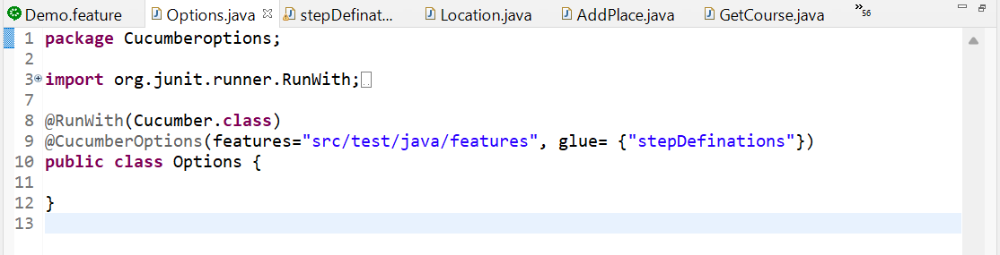 Demo.feature Options.java stepDefinat... Location.java AddPlace.java GetCourse.java »56
1 package Cucumberoptions;
2
3 import org.junit.runner.RunWith;
7
8 @RunWith(Cucumber.class)
9 @CucumberOptions(features="src/test/java/features", glue= {"stepDefinations"})
10 public class Options {
11
12 }
13